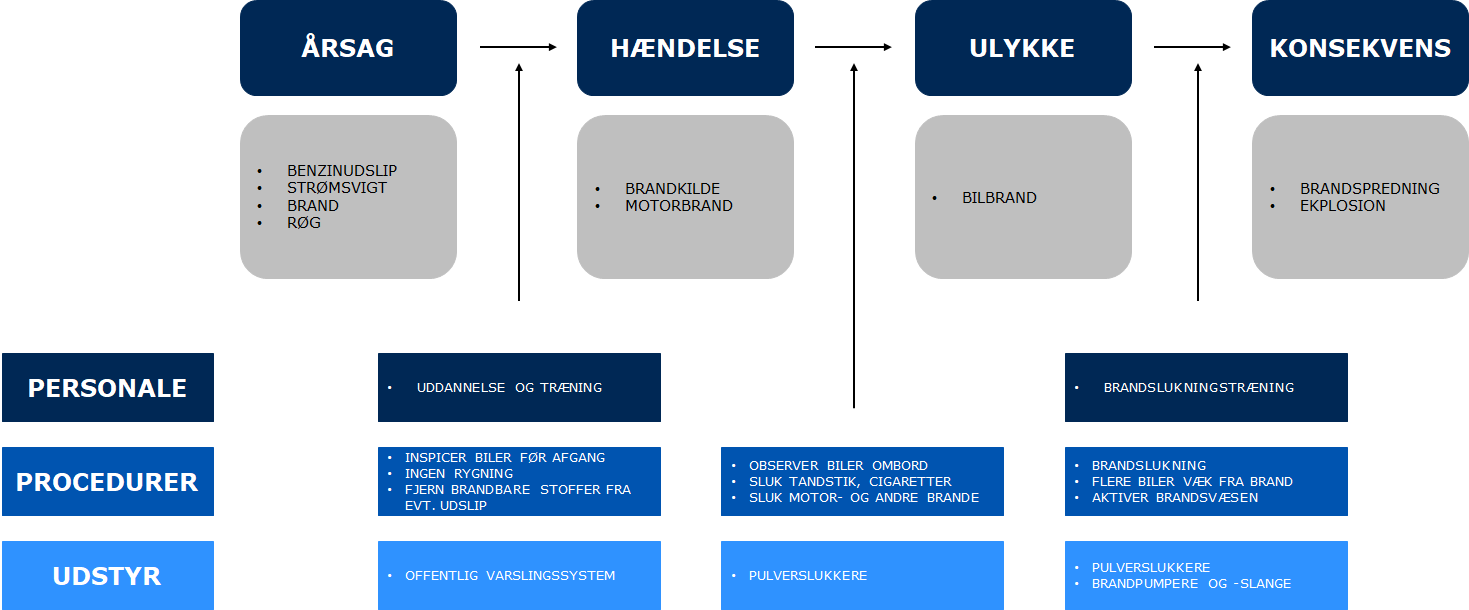 ÅRSAG
HÆNDELSE
ULYKKE
KONSEKVENS
• BENZINUDSLIP
• STRØMSVIGT
• BRAND
• RØG
• BRANDKILDE
• MOTORBRAND
• BILBRAND
• BRANDSPREDNING
• EKPLOSION
PERSONALE
• UDDANNELSE OG TRÆNING
• BRANDSLUKNINGSTRÆNING
PROCEDURER
• INSPICER BILER FØR AFGANG
• INGEN RYGNING
• FJERN BRANDBARE STOFFER FRA
EVT. UDSLIP
• OBSERVER BILER OMBORD
• SLUK TANDSTIK, CIGARETTER
• SLUK MOTOR- OG ANDRE BRANDE
• BRANDSLUKNING
• FLERE BILER VÆK FRA BRAND
• AKTIVER BRANDSVÆSEN
UDSTYR
• OFFENTLIG VARSLINGSSYSTEM
• PULVERSLUKKERE
• PULVERSLUKKERE
• BRANDPUMPERE OG -SLANGE